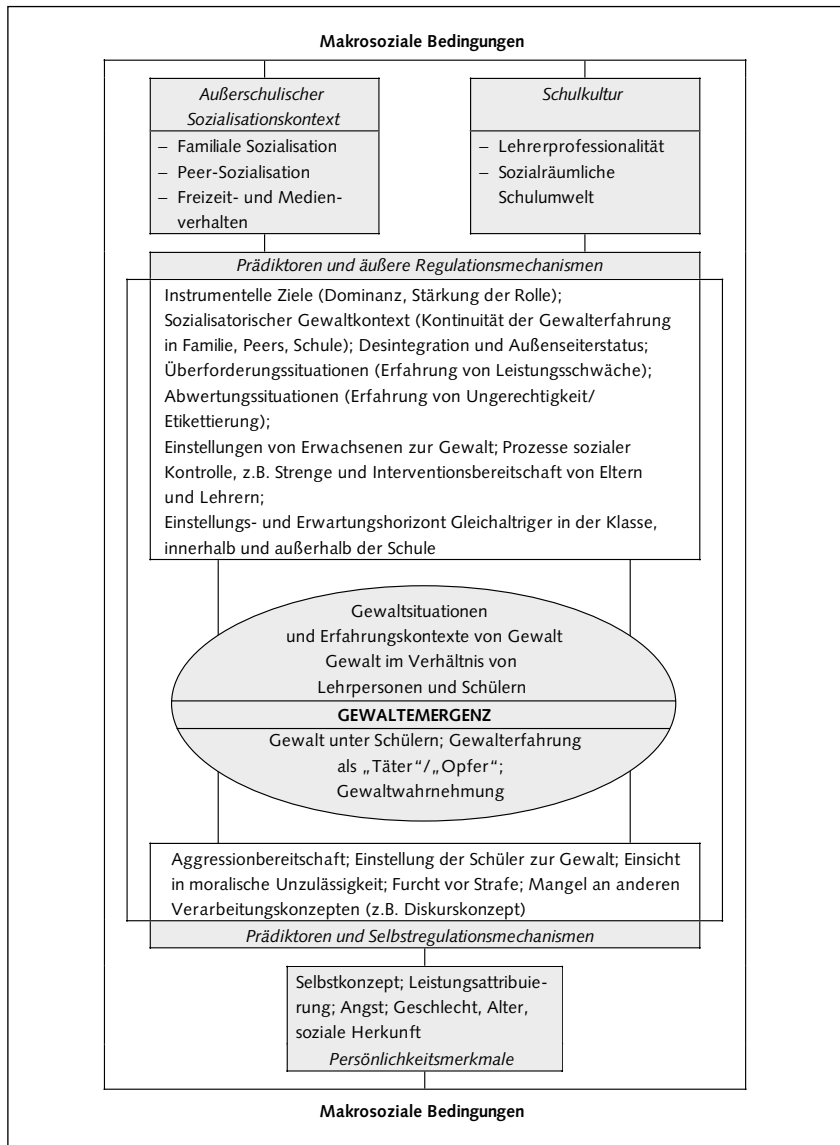 Makrosoziale Bedingungen
Außerschulischer
Sozialisationskontext
– Familiale Sozialisation
– Peer-Sozialisation
– Freizeit- und Medien-
verhalten
Schulkultur
– Lehrerprofessionalität
– Sozialräumliche
Schulumwelt
Prädiktoren und äußere Regulationsmechanismen
Instrumentelle Ziele (Dominanz, Stärkung der Rolle);
Sozialisatorischer Gewaltkontext (Kontinuität der Gewalterfahrung
in Familie, Peers, Schule); Desintegration und Außenseiterstatus;
Überforderungssituationen (Erfahrung von Leistungsschwäche);
Abwertungssituationen (Erfahrung von Ungerechtigkeit/
Etikettierung);
Einstellungen von Erwachsenen zur Gewalt; Prozesse sozialer
Kontrolle, z.B. Strenge und Interventionsbereitschaft von Eltern
und Lehrern;
Einstellungs- und Erwartungshorizont Gleichaltriger in der Klasse,
innerhalb und außerhalb der Schule
Gewaltsituationen
und Erfahrungskontexte von Gewalt
Gewalt im Verhältnis von
Lehrpersonen und Schülern
GEWALTEMERGENZ
Gewalt unter Schülern; Gewalterfahrung
als „Täter“/„Opfer“;
Gewaltwahrnehmung
Aggressionbereitschaft; Einstellung der Schüler zur Gewalt; Einsicht
in moralische Unzulässigkeit; Furcht vor Strafe; Mangel an anderen
Verarbeitungskonzepten (z.B. Diskurskonzept)
Prädiktoren und Selbstregulationsmechanismen
Selbstkonzept; Leistungsattribuie-
rung; Angst; Geschlecht, Alter,
soziale Herkunft
Persönlichkeitsmerkmale
Makrosoziale Bedingungen